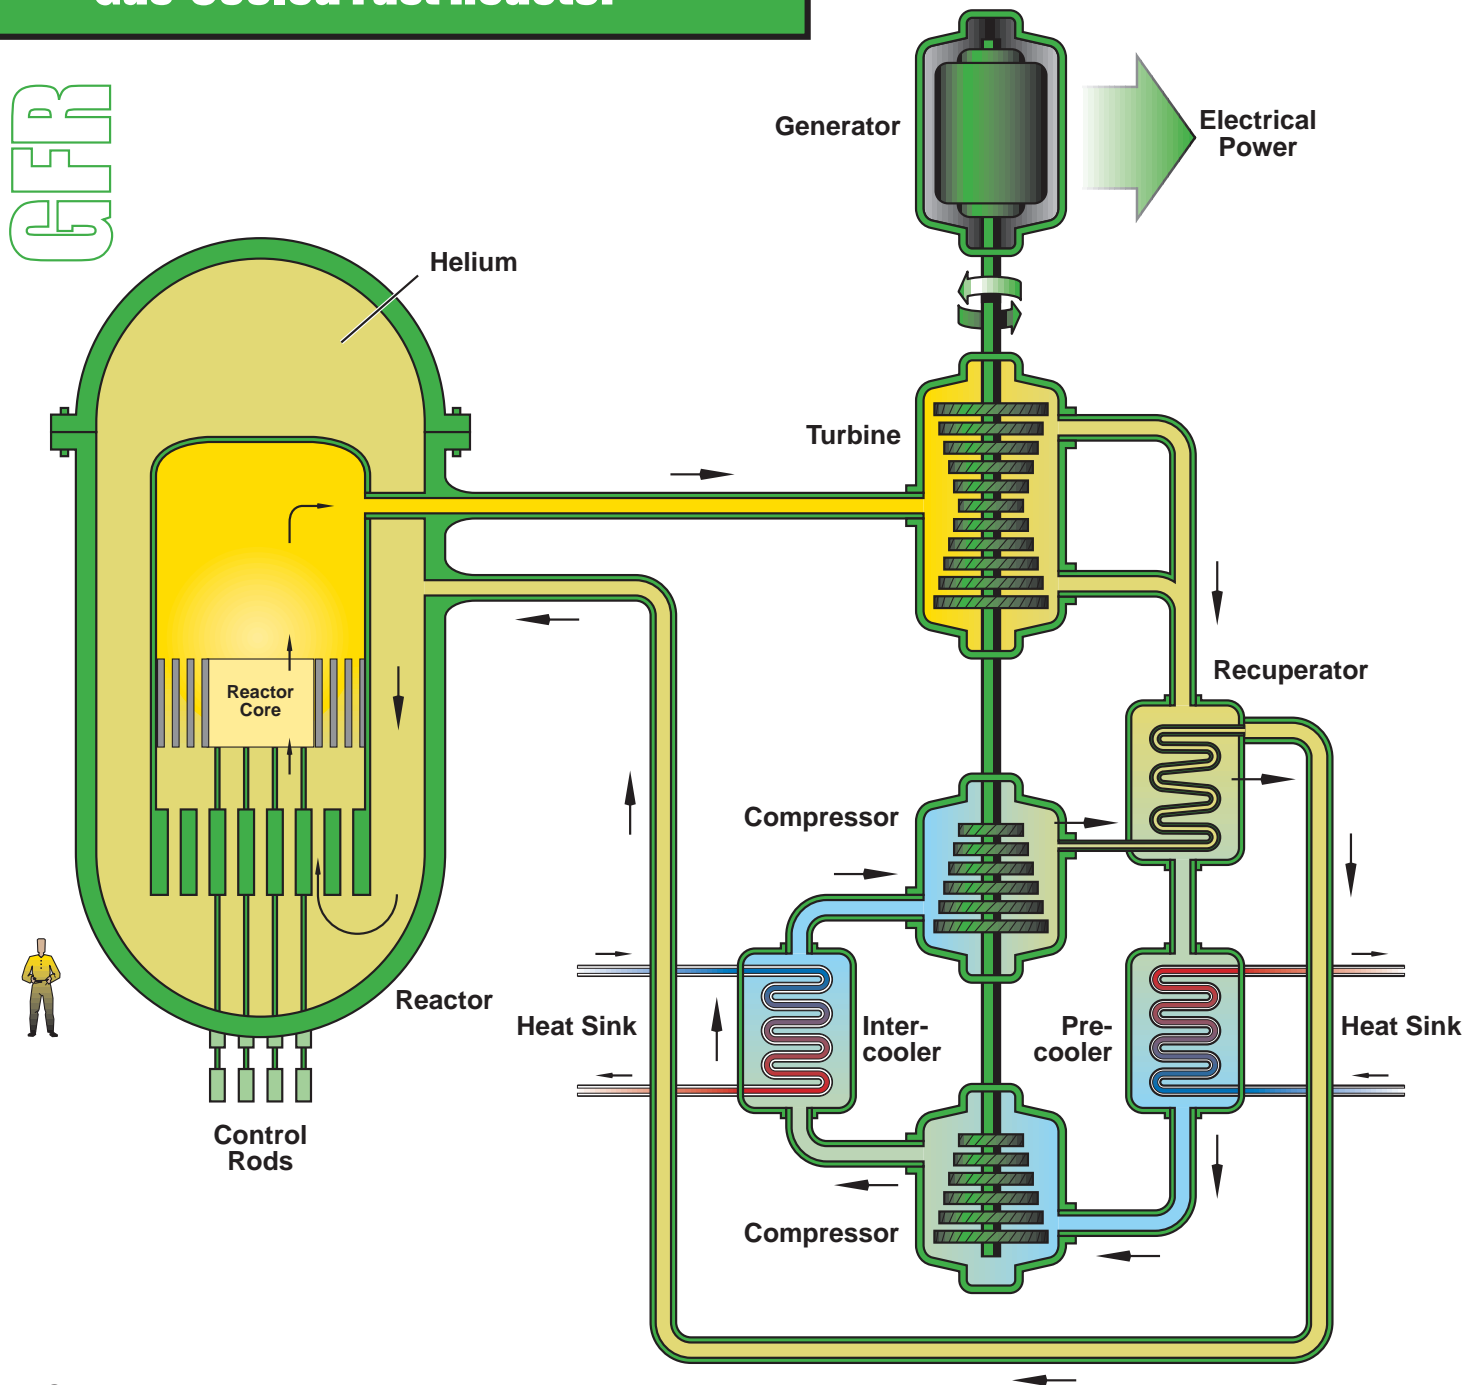 GFR
Generator
Electrical
Power
Helium
Turbine
Recuperator
Reactor
Core
Compressor
Reactor
Heat Sink
Inter-
cooler
Pre-
cooler
Heat Sink
Control
Rods
Compressor